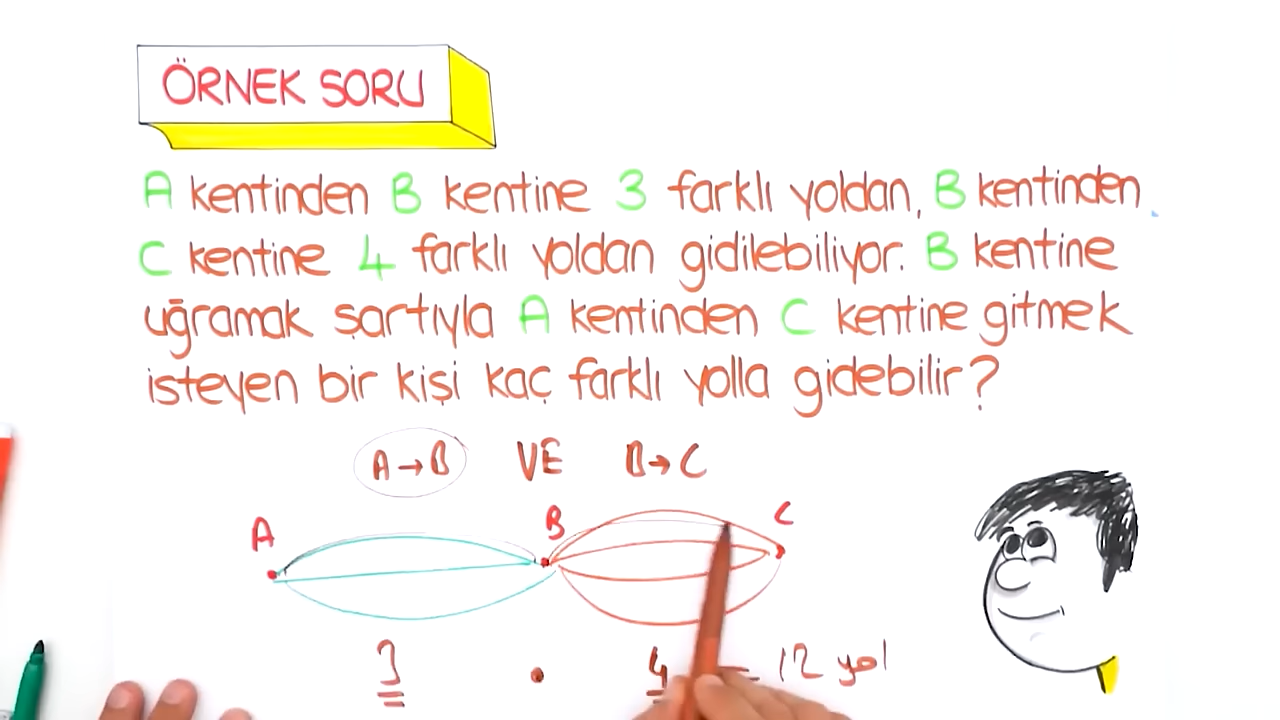 ÖRNEK SORU
A kentinden B kentine 3 farklı yoldan, B kentinden
C kentine 4 farklı yoldan gidilebiliyor. B kentine
uğramak şartıyla A kentinden C kentine gitmek
isteyen bir kişi kaç farklı yolla gidebilir?
A→B VE B→C
A B C
3 • 4 = 12 yol